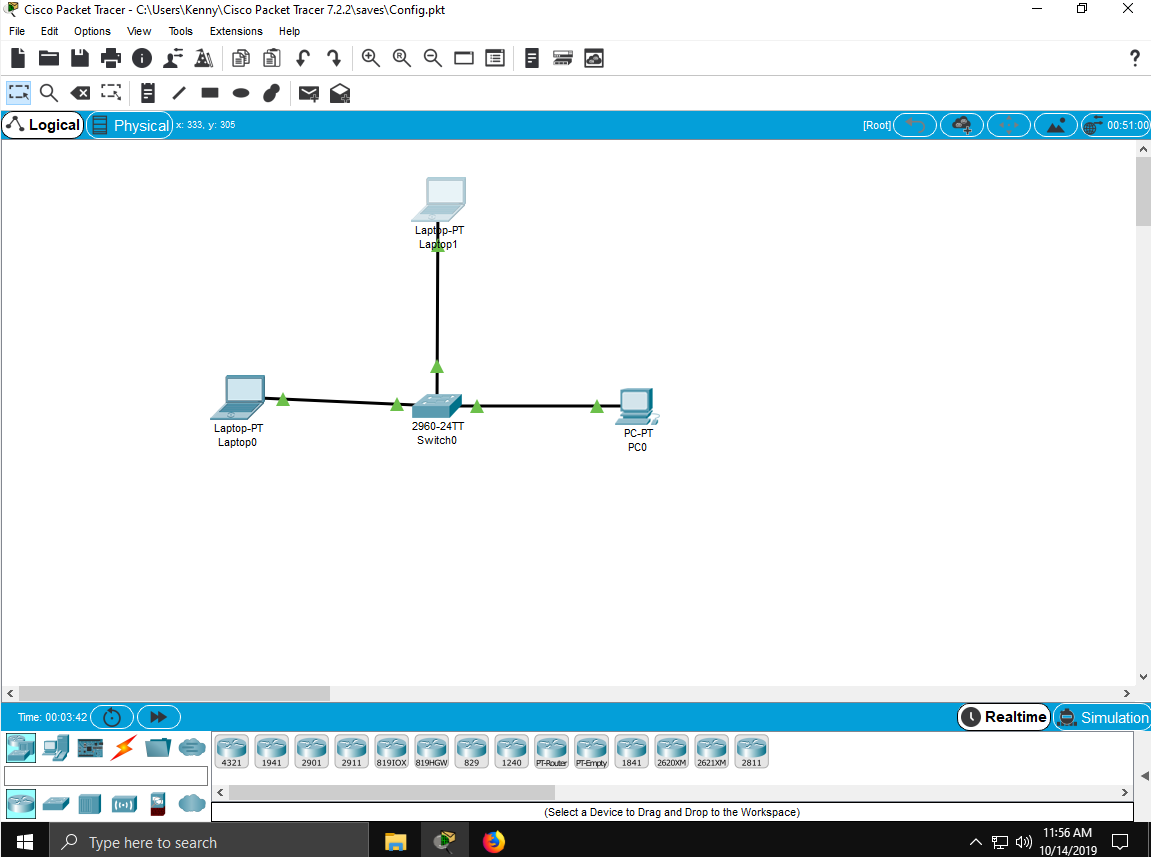 Cisco Packet Tracer - C:\Users\Kenny\Cisco Packet Tracer 7.2.2\saves\Config.pkt
File Edit Options View Tools Extensions Help
?
Logical Physical x: 333, y: 305 [Root] 00:51:00
Laptop-PT
Laptop1
Laptop-PT
Laptop0
2960-24TT
Switch0
PC-PT
PC0
Time: 00:03:42 Realtime Simulation
4321 1941 2901 2911 819IOX 819HGW 829 1240 PT-Router PT-Empty 1841 2620XM 2621XM 2811
(Select a Device to Drag and Drop to the Workspace)
Type here to search
11:56 AM
10/14/2019